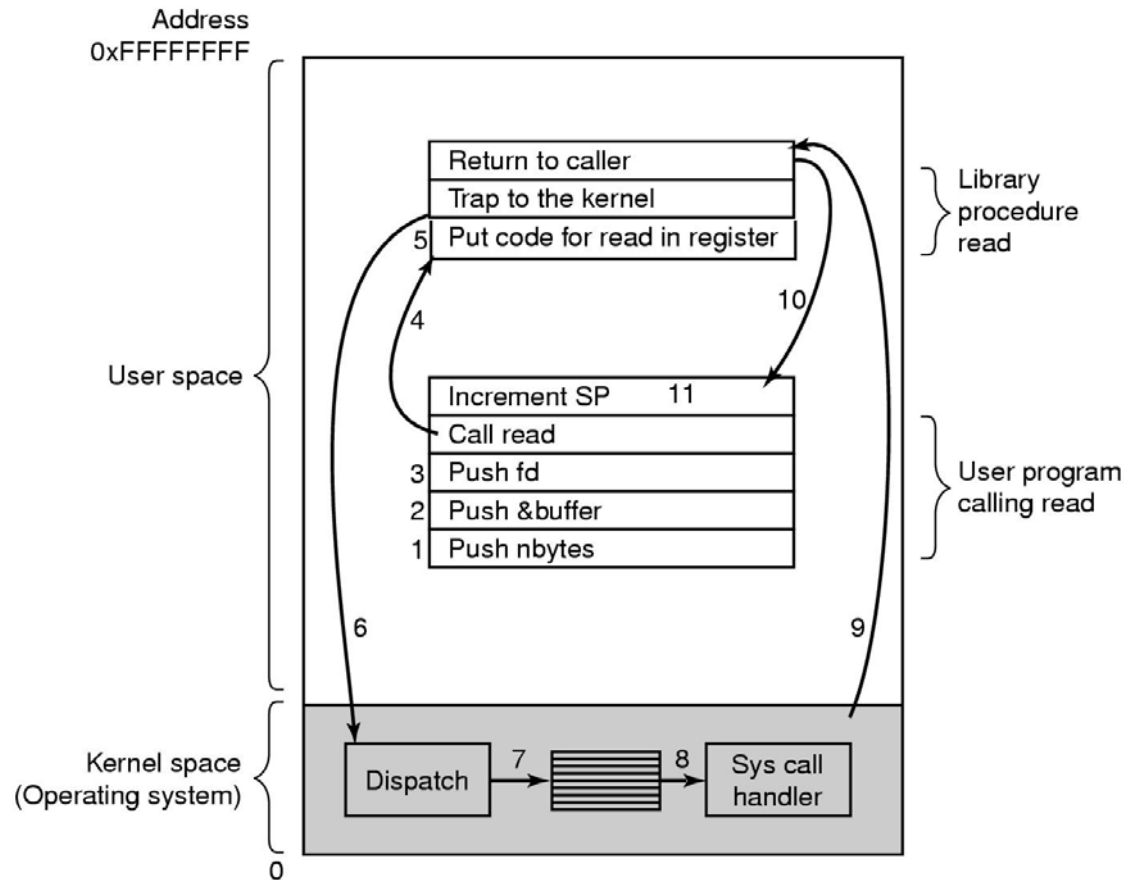 Address
0xFFFFFFFF
Return to caller
Trap to the kernel
5 Put code for read in register
Library
procedure
read
4
10
User space
Increment SP 11
Call read
3 Push fd
2 Push &buffer
1 Push nbytes
User program
calling read
6
9
Kernel space
(Operating system)
Dispatch
7
8
Sys call
handler
0